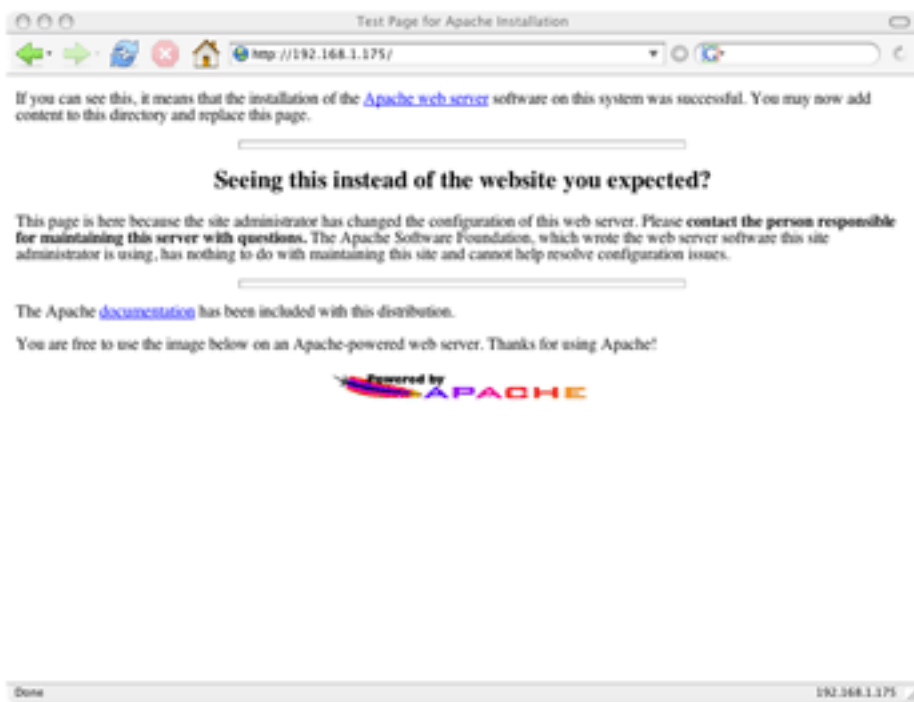 Test Page for Apache Installation
http://192.168.1.175/
If you can see this, it means that the installation of the Apache web server software on this system was successful. You may now add
content to this directory and replace this page.
Seeing this instead of the website you expected?
This page is here because the site administrator has changed the configuration of this web server. Please contact the person responsible
for maintaining this server with questions. The Apache Software Foundation, which wrote the web server software this site
administrator is using, has nothing to do with maintaining this site and cannot help resolve configuration issues.
The Apache documentation has been included with this distribution.
You are free to use the image below on an Apache-powered web server. Thanks for using Apache!
Powered by
APACHE
Done
192.168.1.175